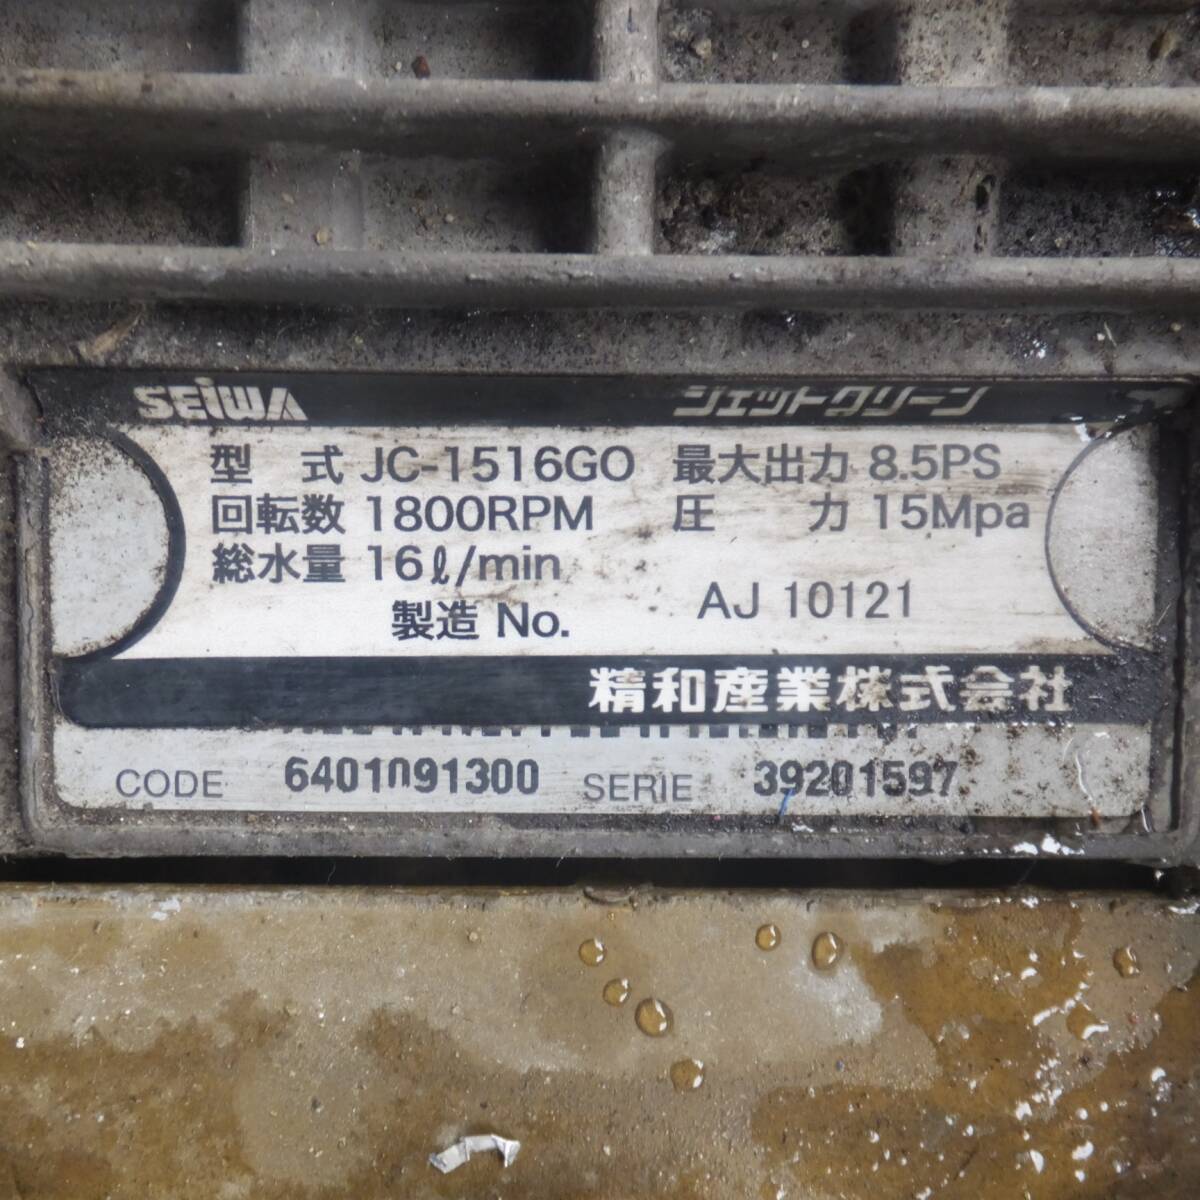 SEIWA ジェットクリーン
型 式 JC-1516GO 最大出力 8.5PS
回転数 1800RPM 圧 力 15Mpa
総水量 16ℓ/min
製造 No. AJ 10121
精和産業株式会社
CODE 6401091300 SERIE 39201597